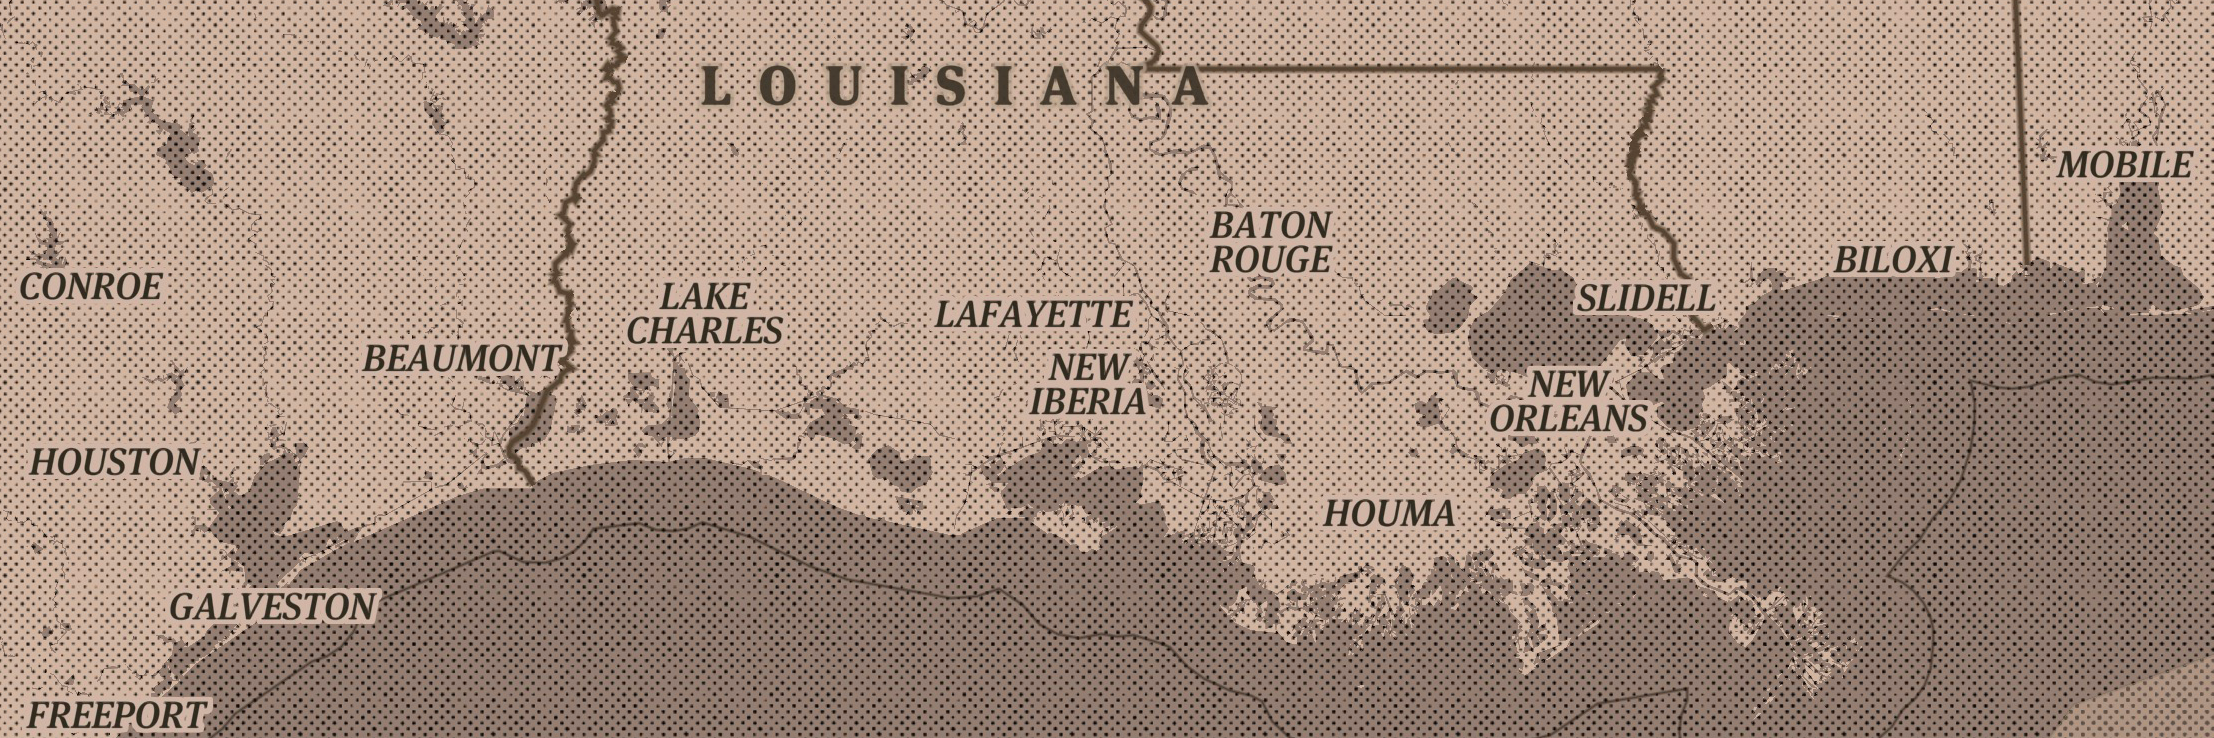 LOUISIANA
MOBILE
BATON
ROUGE
BILOXI
CONROE
LAKE
CHARLES
SLIDELL
LAFAYETTE
BEAUMONT
NEW
IBERIA
NEW
ORLEANS
HOUSTON
HOUMA
GALVESTON
FREEPORT